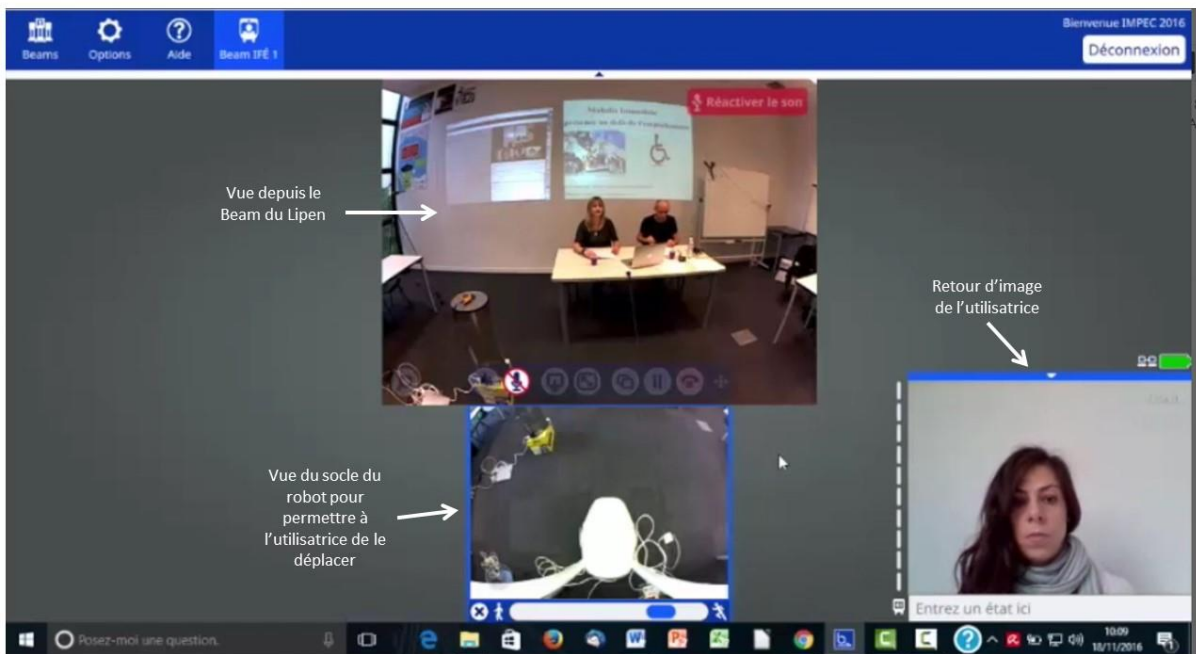 Bienvenue IMPEC 2016
Beams
Options
Aide
Beam IFÉ 1
Déconnexion
Réactiver le son
Vue depuis le
Beam du Lipen
Retour d'image
de l'utilisatrice
Vue du socle du
robot pour
permettre à
l'utilisatrice de le
déplacer
Entrez un état ici
Posez-moi une question.
10:09
18/11/2016